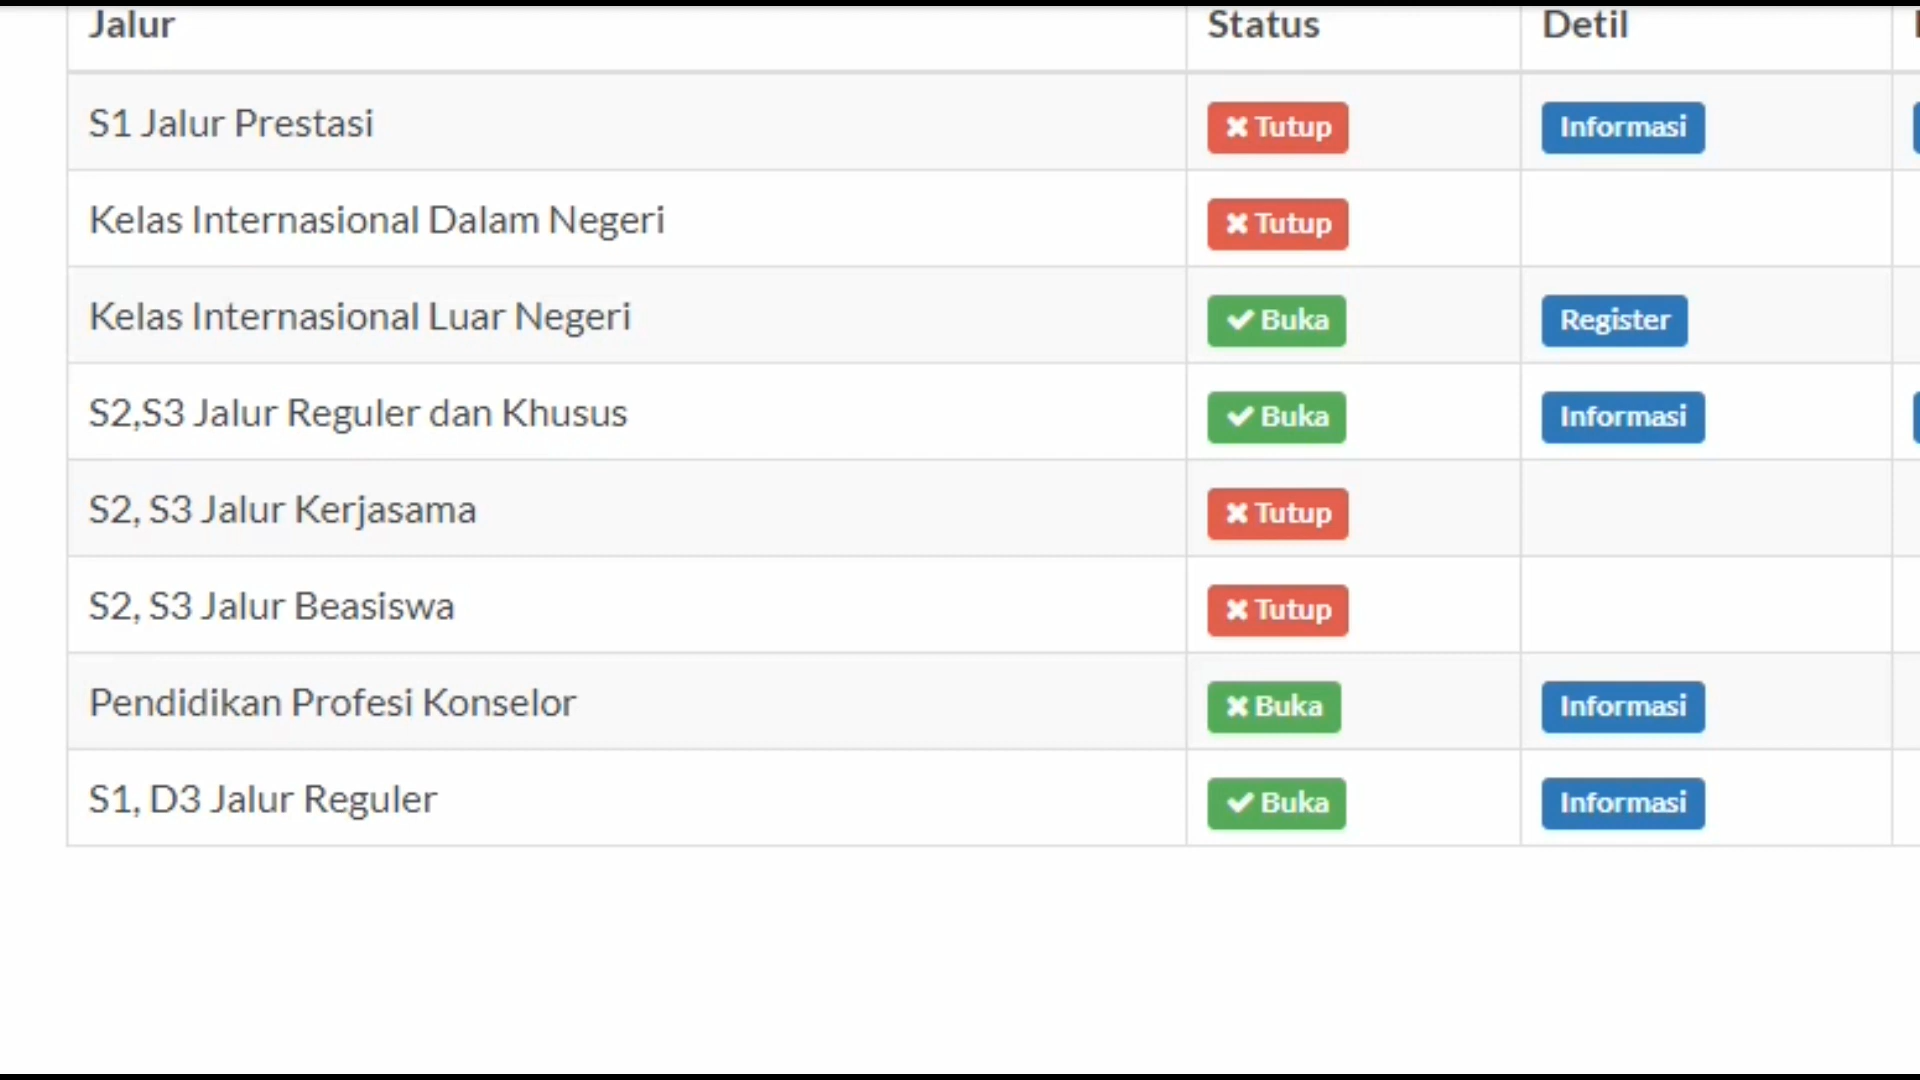 Jalur Status Detil
S1 Jalur Prestasi Tutup Informasi
Kelas Internasional Dalam Negeri Tutup
Kelas Internasional Luar Negeri Buka Register
S2,S3 Jalur Reguler dan Khusus Buka Informasi
S2, S3 Jalur Kerjasama Tutup
S2, S3 Jalur Beasiswa Tutup
Pendidikan Profesi Konselor Buka Informasi
S1, D3 Jalur Reguler Buka Informasi